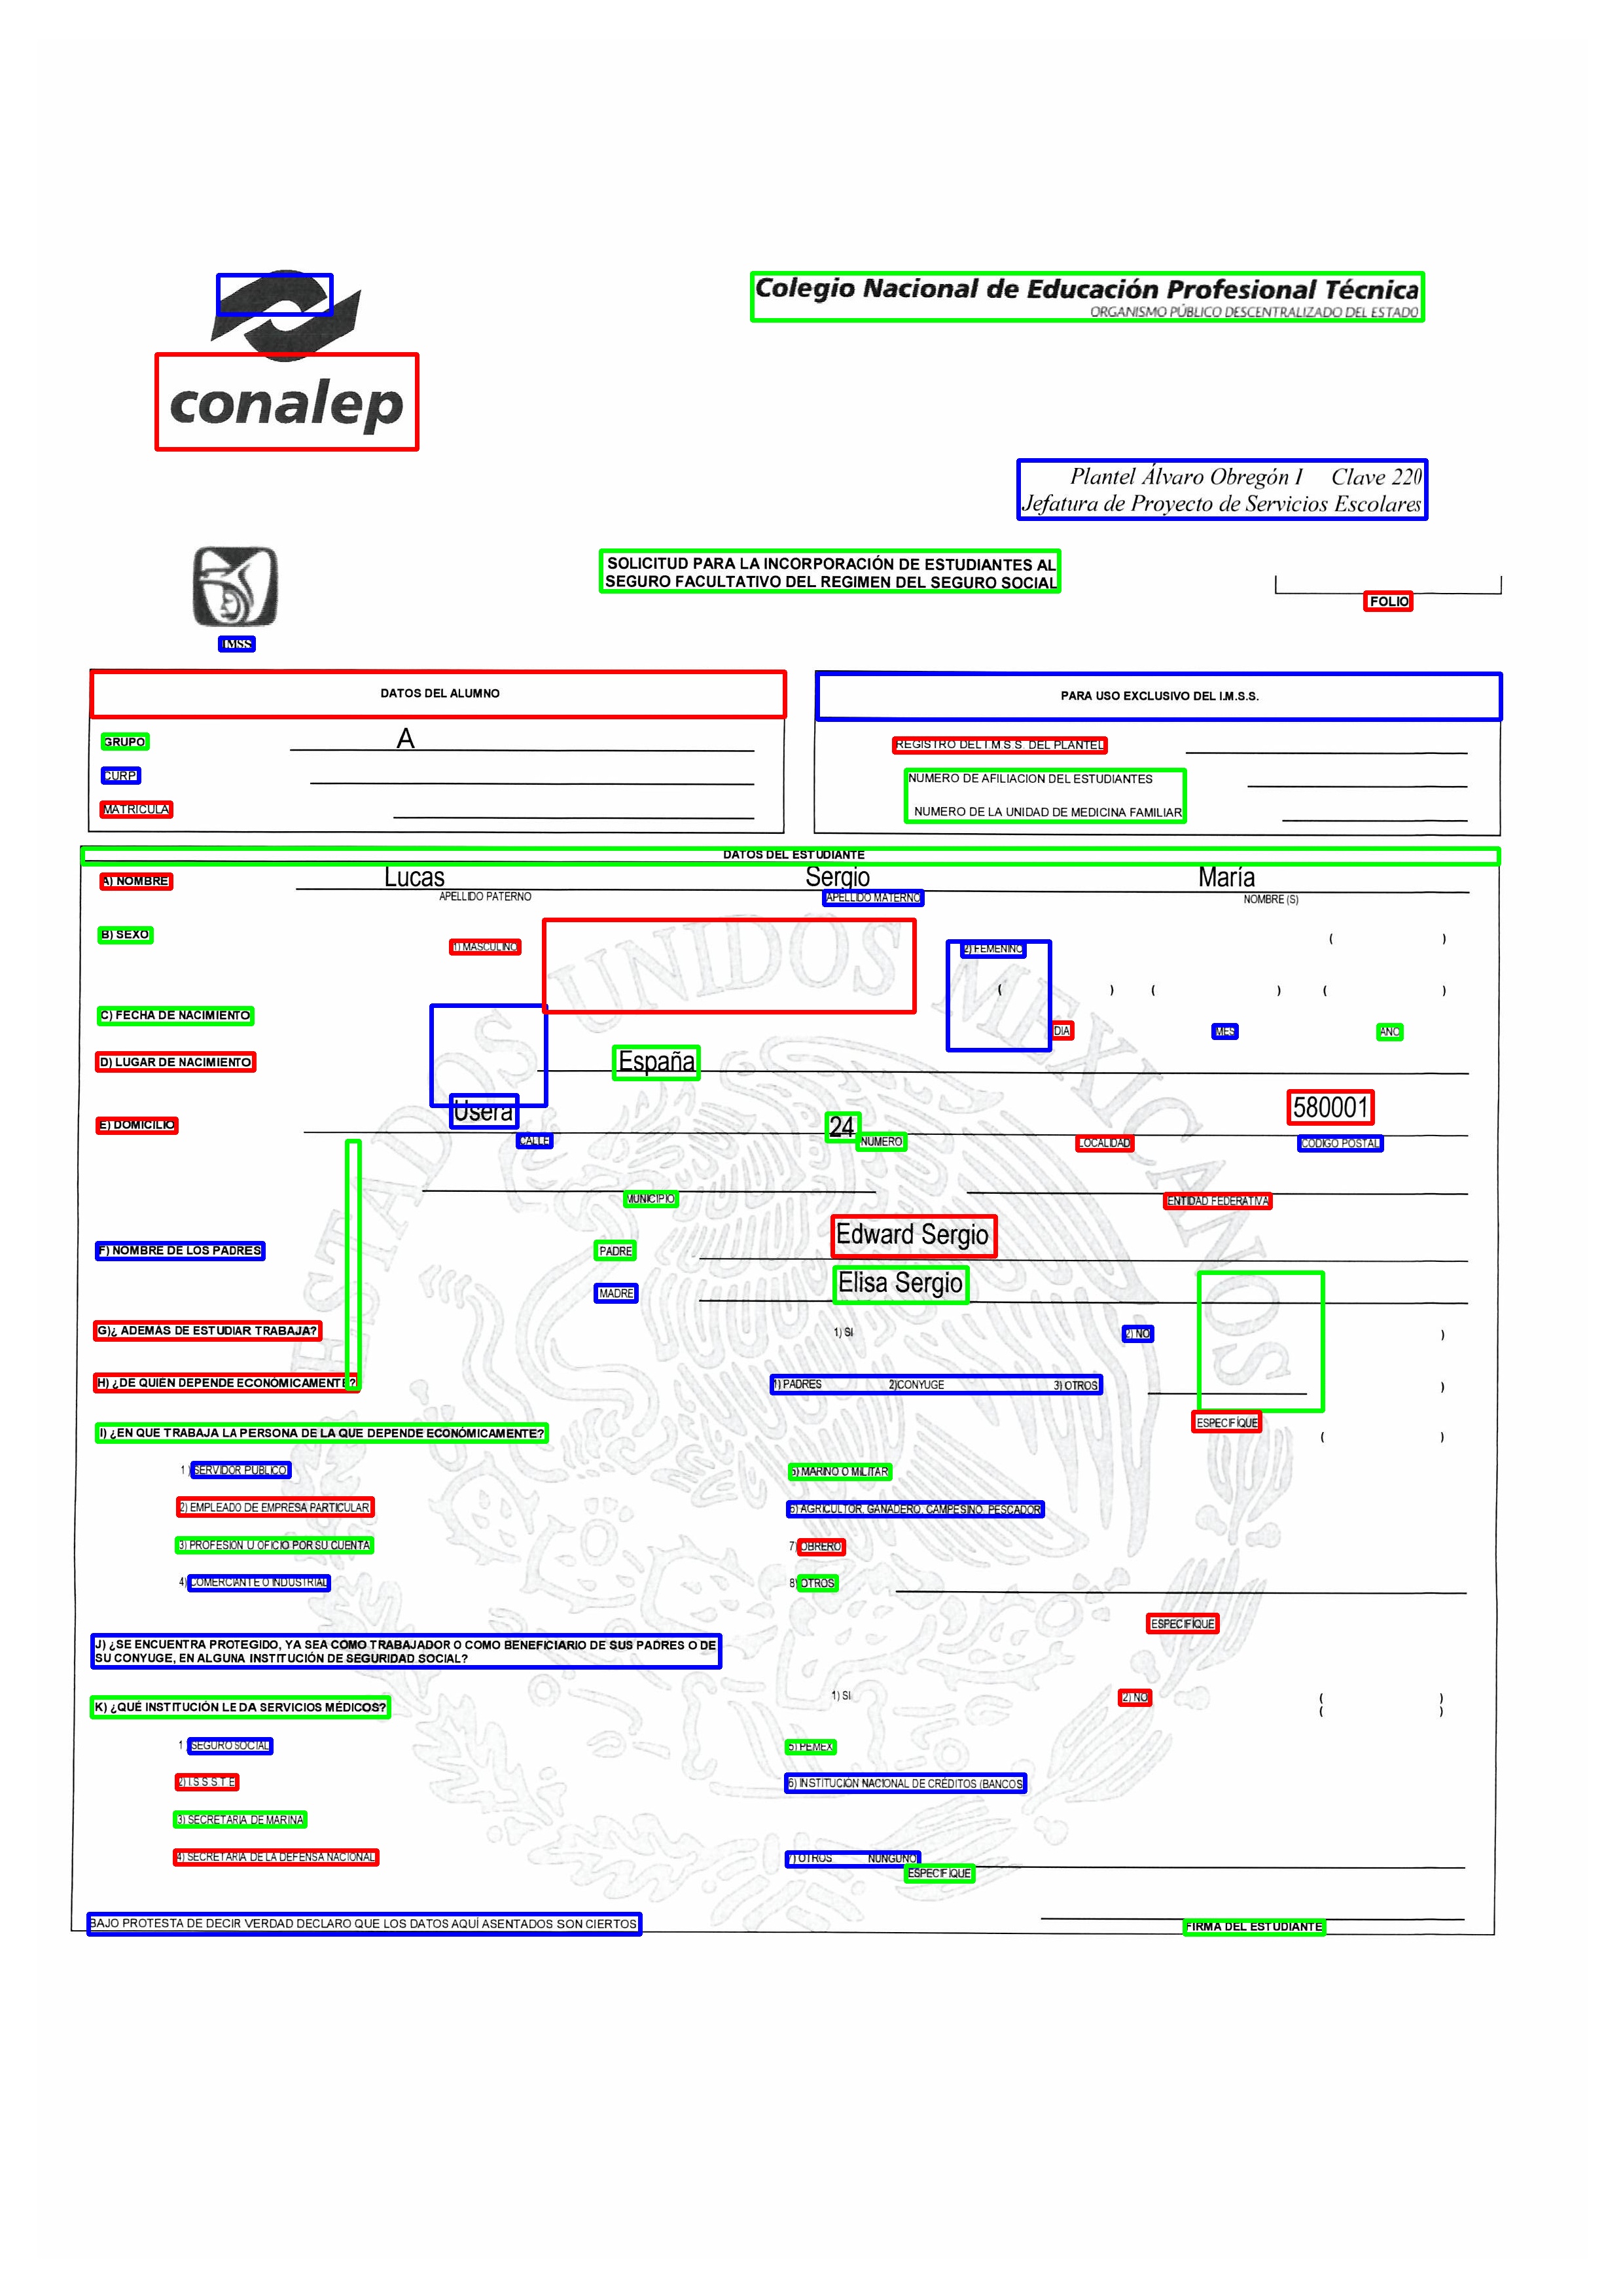 Colegio Nacional de Educación Profesional Técnica
ORGANISMO PÚBLICO DESCENTRALIZADO DEL ESTADO
conalep
Plantel Álvaro Obregón I Clave 220
Jefatura de Proyecto de Servicios Escolares
SOLICITUD PARA LA INCORPORACIÓN DE ESTUDIANTES AL
SEGURO FACULTATIVO DEL REGIMEN DEL SEGURO SOCIAL
FOLIO
I.M.S.S.
DATOS DEL ALUMNO
GRUPO A
CURP
MATRICULA
PARA USO EXCLUSIVO DEL I.M.S.S.
REGISTRO DEL I.M.S.S. DEL PLANTEL
NUMERO DE AFILIACION DEL ESTUDIANTES
NUMERO DE LA UNIDAD DE MEDICINA FAMILIAR
DATOS DEL ESTUDIANTE
A) NOMBRE Lucas Sergio María
APELLIDO PATERNO APELLIDO MATERNO NOMBRE (S)
B) SEXO 1) MASCULINO 2) FEMENINO ( )
( ) ( ) ( )
C) FECHA DE NACIMIENTO DIA MES ANO
D) LUGAR DE NACIMIENTO España
E) DOMICILIO Usera 24 580001
CALLE NUMERO LOCALIDAD CODIGO POSTAL
MUNICIPIO ENTIDAD FEDERATIVA
F) NOMBRE DE LOS PADRES PADRE Edward Sergio
MADRE Elisa Sergio
G)¿ ADEMÁS DE ESTUDIAR TRABAJA? 1) SI 2) NO )
H) ¿DE QUIEN DEPENDE ECONÓMICAMENTE? 1) PADRES 2)CONYUGE 3) OTROS )
ESPECIFÍQUE
I) ¿EN QUE TRABAJA LA PERSONA DE LA QUE DEPENDE ECONÓMICAMENTE? ( )
1 ) SERVIDOR PUBLICO 5) MARINO O MILITAR
2) EMPLEADO DE EMPRESA PARTICULAR 6) AGRICULTOR, GANADERO, CAMPESINO, PESCADOR
3) PROFESION U OFICIO POR SU CUENTA 7) OBRERO
4) COMERCIANTE O INDUSTRIAL 8) OTROS
ESPECIFÍQUE
J) ¿SE ENCUENTRA PROTEGIDO, YA SEA COMO TRABAJADOR O COMO BENEFICIARIO DE SUS PADRES O DE
SU CONYUGE, EN ALGUNA INSTITUCIÓN DE SEGURIDAD SOCIAL?
1) SI 2) NO ( )
K) ¿QUÉ INSTITUCIÓN LE DA SERVICIOS MÉDICOS? ( )
1 ) SEGURO SOCIAL 5) PEMEX
2) I S S S T E 6) INSTITUCIÓN NACIONAL DE CRÉDITOS (BANCOS
3) SECRETARIA DE MARINA
4) SECRETARIA DE LA DEFENSA NACIONAL 7) OTROS NUNGUNO
ESPECIFIQUE
BAJO PROTESTA DE DECIR VERDAD DECLARO QUE LOS DATOS AQUÍ ASENTADOS SON CIERTOS
FIRMA DEL ESTUDIANTE
ESTADOS UNIDOS MEXICANOS